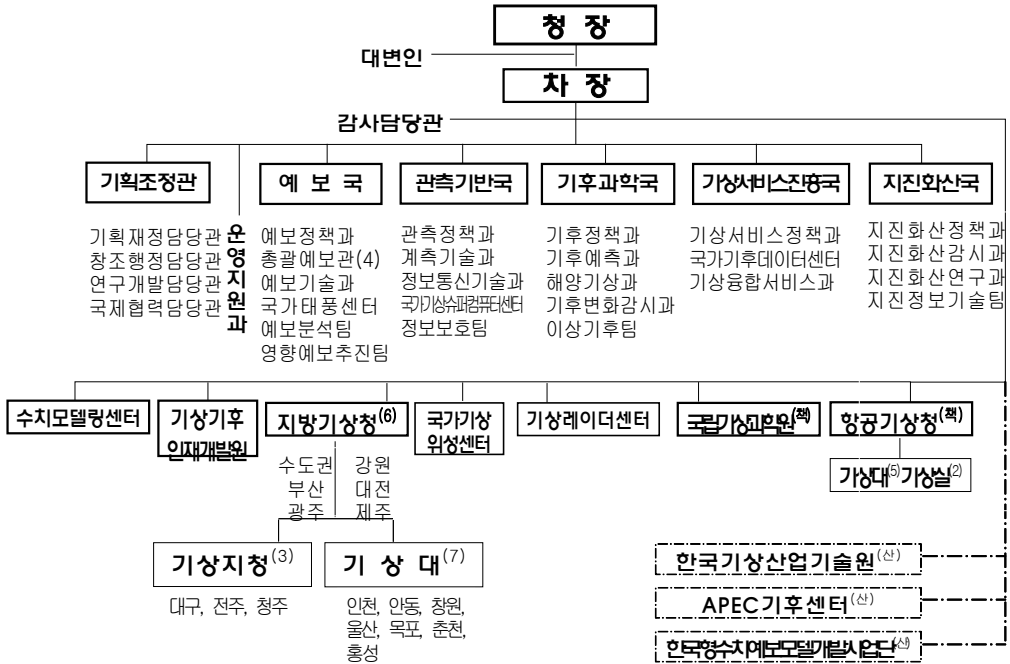 청 장
대변인
차 장
감사담당관
기획조정관
기획재정담당관
창조행정담당관
연구개발담당관
국제협력담당관
운영지원과
예 보 국
예보정책과
총괄예보관(4)
예보기술과
국가태풍센터
예보분석팀
영향예보추진팀
관측기반국
관측정책과
계측기술과
정보통신기술과
국가기상슈퍼컴퓨터센터
정보보호팀
기후과학국
기후정책과
기후예측과
해양기상과
기후변화감시과
이상기후팀
기상서비스진흥국
기상서비스정책과
국가기후데이터센터
기상융합서비스과
지진화산국
지진화산정책과
지진화산감시과
지진화산연구과
지진정보기술팀
수치모델링센터
기상기후
인재개발원
지방기상청(6)
수도권 강원
부산 대전
광주 제주
국가기상
위성센터
기상레이더센터
국립기상과학원(책)
항공기상청(책)
기상대(5) 기상실(2)
기상지청(3)
대구, 전주, 청주
기 상 대(7)
인천, 안동, 창원,
울산, 목포, 춘천,
홍성
한국기상산업기술원(산)
APEC기후센터(산)
한국형수치예보모델개발사업단(산)